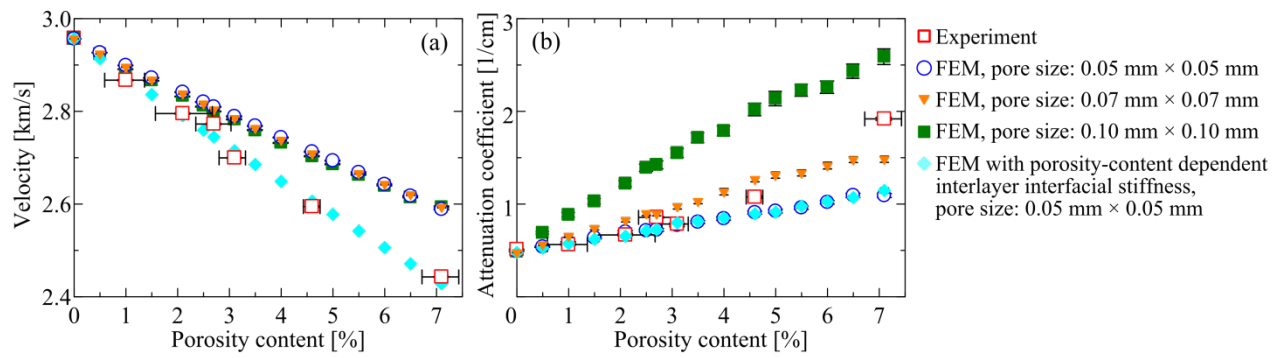 3.0
2.8
2.6
2.4
Velocity [km/s]
(a)
0 1 2 3 4 5 6 7
Porosity content [%]
3
2
1
Attenuation coefficient [1/cm]
(b)
0 1 2 3 4 5 6 7
Porosity content [%]
Experiment
FEM, pore size: 0.05 mm × 0.05 mm
FEM, pore size: 0.07 mm × 0.07 mm
FEM, pore size: 0.10 mm × 0.10 mm
FEM with porosity-content dependent
interlayer interfacial stiffness,
pore size: 0.05 mm × 0.05 mm